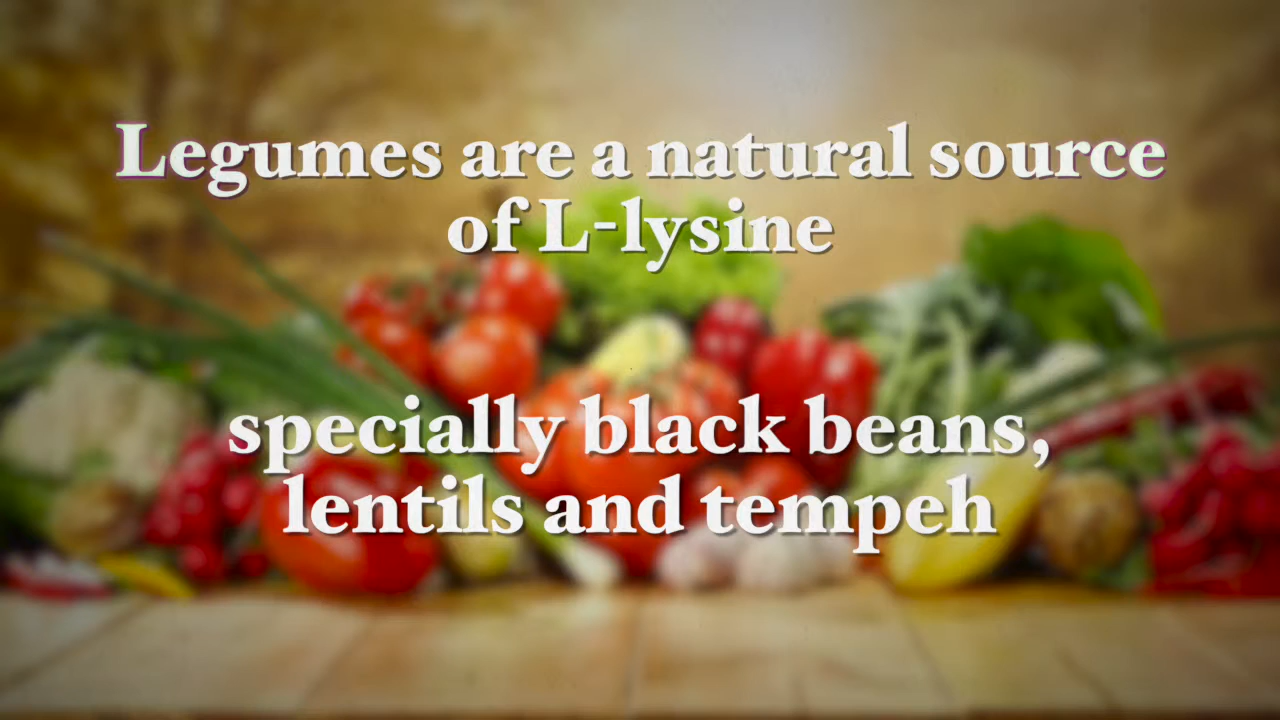 Legumes are a natural source
of L-lysine
specially black beans,
lentils and tempeh